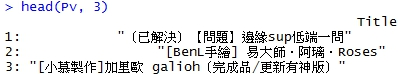 > head(Pv, 3)
Title
1: "〔已解決〕【問題】邊緣sup低端一問"
2: "[BenL手繪] 易大師·阿璃·Roses"
3: "[小慕製作]加里歐 galioh〔完成品/更新有神版〕"